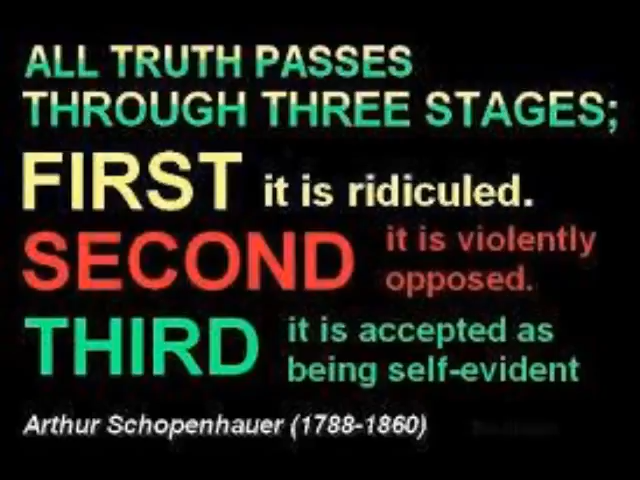 ALL TRUTH PASSES
THROUGH THREE STAGES;
FIRST it is ridiculed.
SECOND it is violently
opposed.
THIRD it is accepted as
being self-evident
Arthur Schopenhauer (1788-1860)